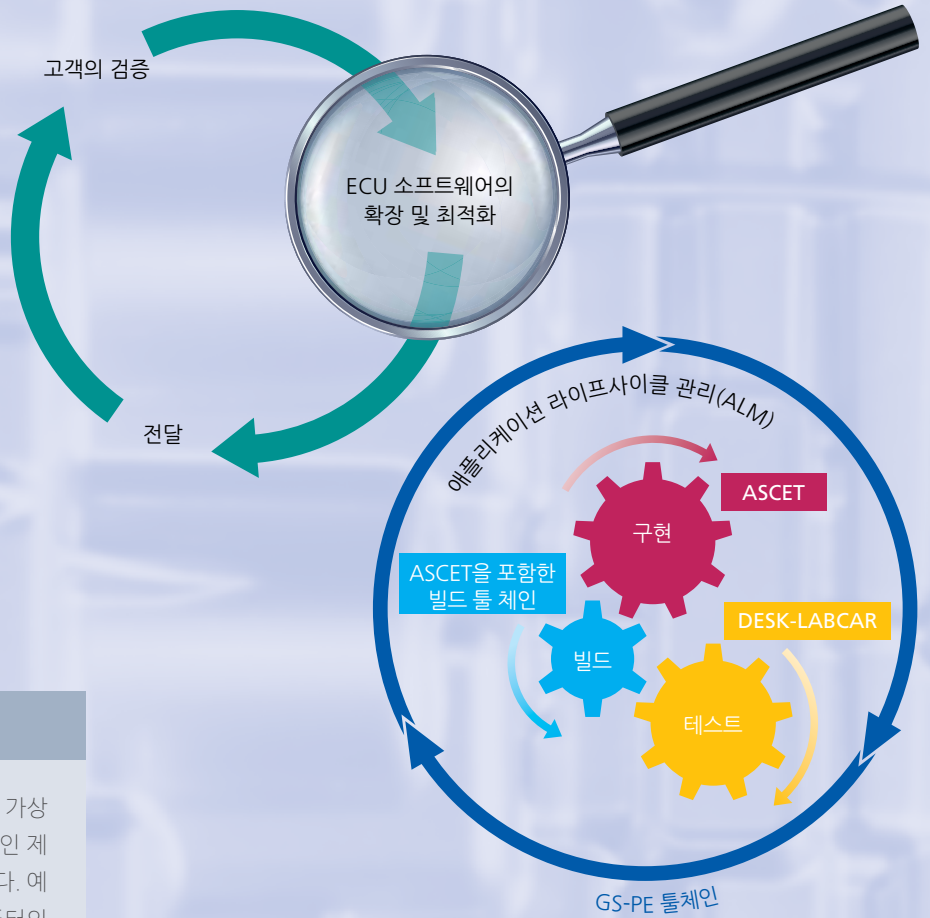 고객의 검증
ECU 소프트웨어의
확장 및 최적화
전달
애플리케이션 라이프사이클 관리(ALM)
ASCET
구현
ASCET을 포함한
빌드 툴 체인
DESK-LABCAR
빌드
테스트
가상
인 제
다. 예
GS-PE 툴체인